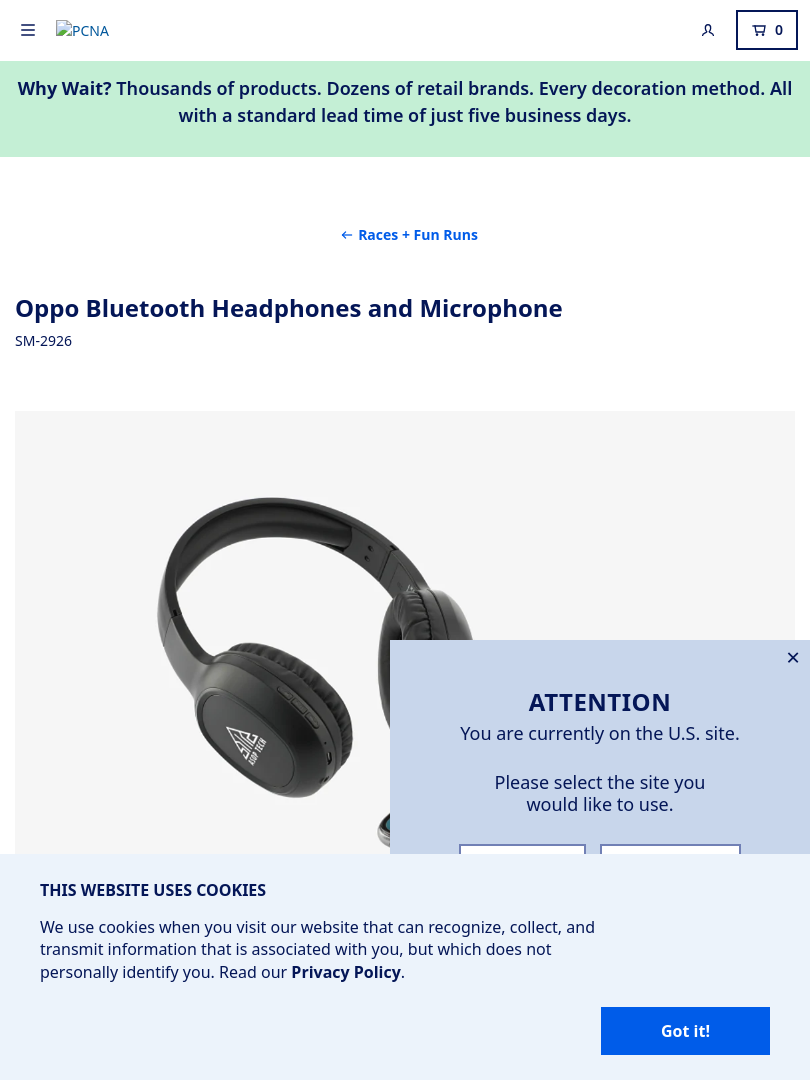 PCNA
0
Why Wait? Thousands of products. Dozens of retail brands. Every decoration method. All
with a standard lead time of just five business days.
← Races + Fun Runs
Oppo Bluetooth Headphones and Microphone
SM-2926
ASOP TECH
ATTENTION
You are currently on the U.S. site.
Please select the site you
would like to use.
THIS WEBSITE USES COOKIES
We use cookies when you visit our website that can recognize, collect, and
transmit information that is associated with you, but which does not
personally identify you. Read our Privacy Policy.
Got it!